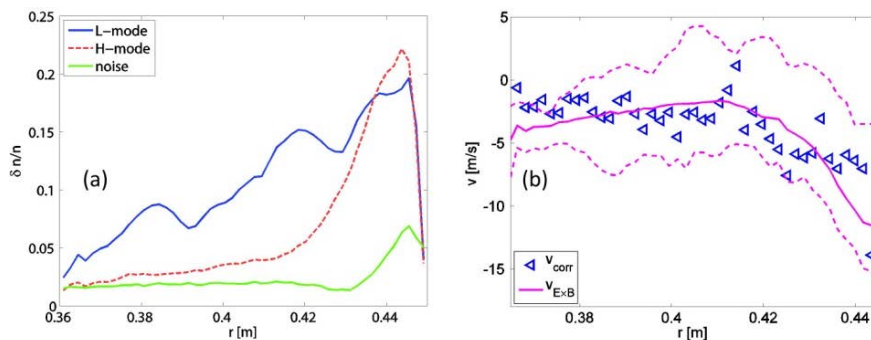 0.25
0.2
0.15
0.1
0.05
0
δ n/n
L-mode
H-mode
noise
(a)
0.36 0.38 0.4 0.42 0.44
r [m]
5
0
-5
-10
-15
v [m/s]
(b)
v_corr
v_E×B
0.38 0.4 0.42 0.44
r [m]